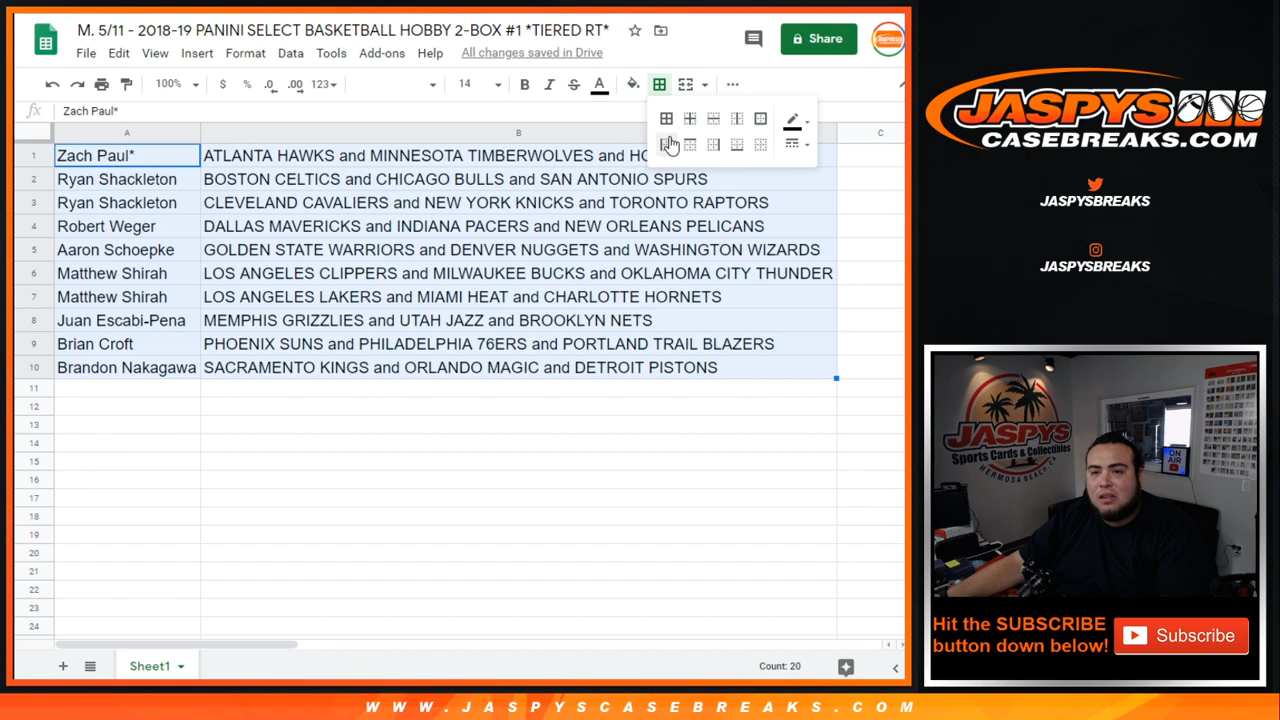 M. 5/11 - 2018-19 PANINI SELECT BASKETBALL HOBBY 2-BOX #1 *TIERED RT*
Share
File Edit View Insert Format Data Tools Add-ons Help All changes saved in Drive
100% $ % .0 .00 123 14 B I S A
fx Zach Paul*
A B C
1 Zach Paul* ATLANTA HAWKS and MINNESOTA TIMBERWOLVES and HO
2 Ryan Shackleton BOSTON CELTICS and CHICAGO BULLS and SAN ANTONIO SPURS
3 Ryan Shackleton CLEVELAND CAVALIERS and NEW YORK KNICKS and TORONTO RAPTORS
4 Robert Weger DALLAS MAVERICKS and INDIANA PACERS and NEW ORLEANS PELICANS
5 Aaron Schoepke GOLDEN STATE WARRIORS and DENVER NUGGETS and WASHINGTON WIZARDS
6 Matthew Shirah LOS ANGELES CLIPPERS and MILWAUKEE BUCKS and OKLAHOMA CITY THUNDER
7 Matthew Shirah LOS ANGELES LAKERS and MIAMI HEAT and CHARLOTTE HORNETS
8 Juan Escabi-Pena MEMPHIS GRIZZLIES and UTAH JAZZ and BROOKLYN NETS
9 Brian Croft PHOENIX SUNS and PHILADELPHIA 76ERS and PORTLAND TRAIL BLAZERS
10 Brandon Nakagawa SACRAMENTO KINGS and ORLANDO MAGIC and DETROIT PISTONS
11
12
13
14
15
16
17
18
19
20
21
22
23
24
Sheet1 Count: 20
JASPYS
CASEBREAKS.COM
JASPYSBREAKS
JASPYSBREAKS
JASPYS
Sports Cards & Collectibles
HERMOSA BEACH CA
ON AIR
Hit the SUBSCRIBE
button down below!
Subscribe
WWW.JASPYSCASEBREAKS.COM